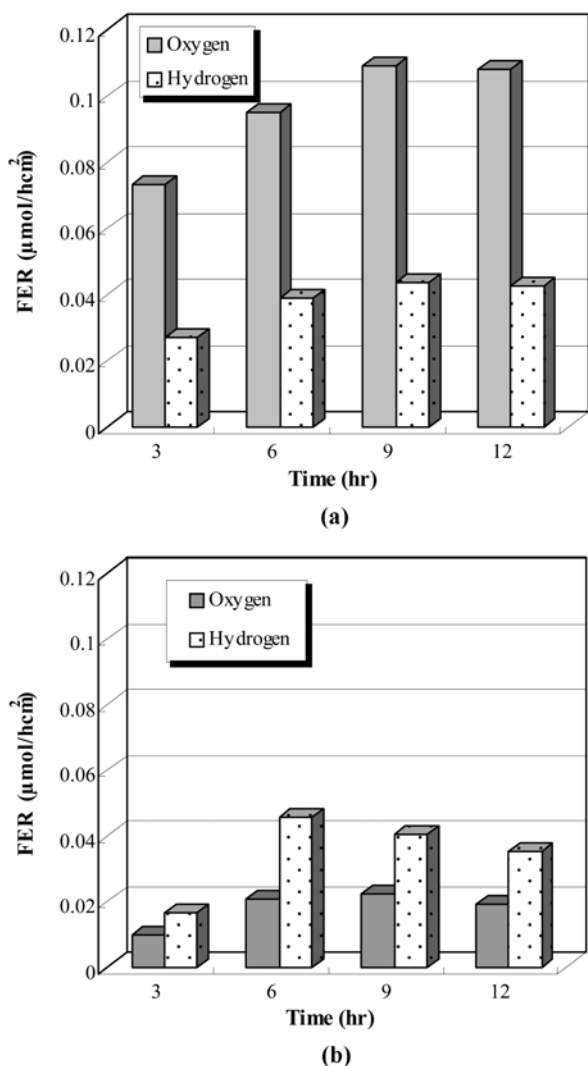 0.12
Oxygen
Hydrogen
0.1
0.08
0.06
0.04
0.02
0
FER (µmol/hcm²)
3 6 9 12
Time (hr)
(a)
0.12
Oxygen
Hydrogen
0.1
0.08
0.06
0.04
0.02
0
FER (µmol/hcm²)
3 6 9 12
Time (hr)
(b)